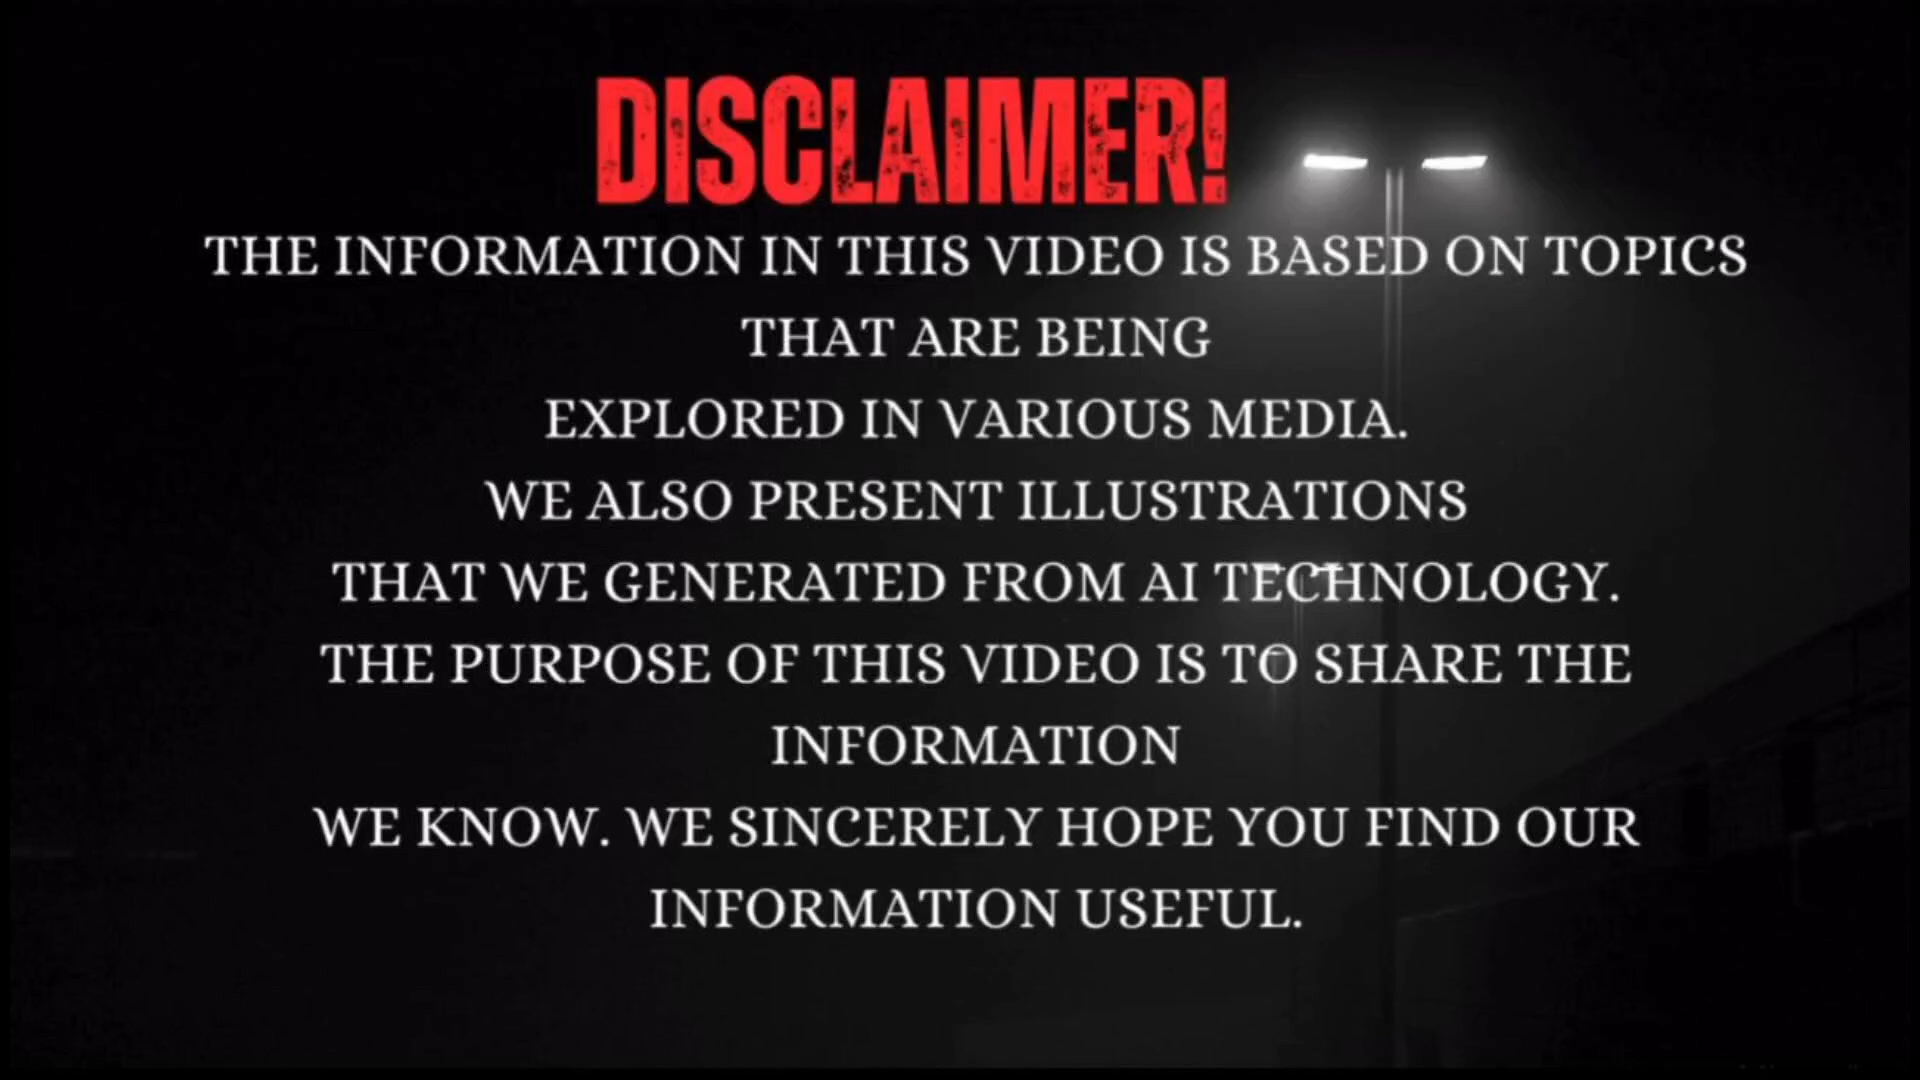 DISCLAIMER!
THE INFORMATION IN THIS VIDEO IS BASED ON TOPICS
THAT ARE BEING
EXPLORED IN VARIOUS MEDIA.
WE ALSO PRESENT ILLUSTRATIONS
THAT WE GENERATED FROM AI TECHNOLOGY.
THE PURPOSE OF THIS VIDEO IS TO SHARE THE
INFORMATION
WE KNOW. WE SINCERELY HOPE YOU FIND OUR
INFORMATION USEFUL.